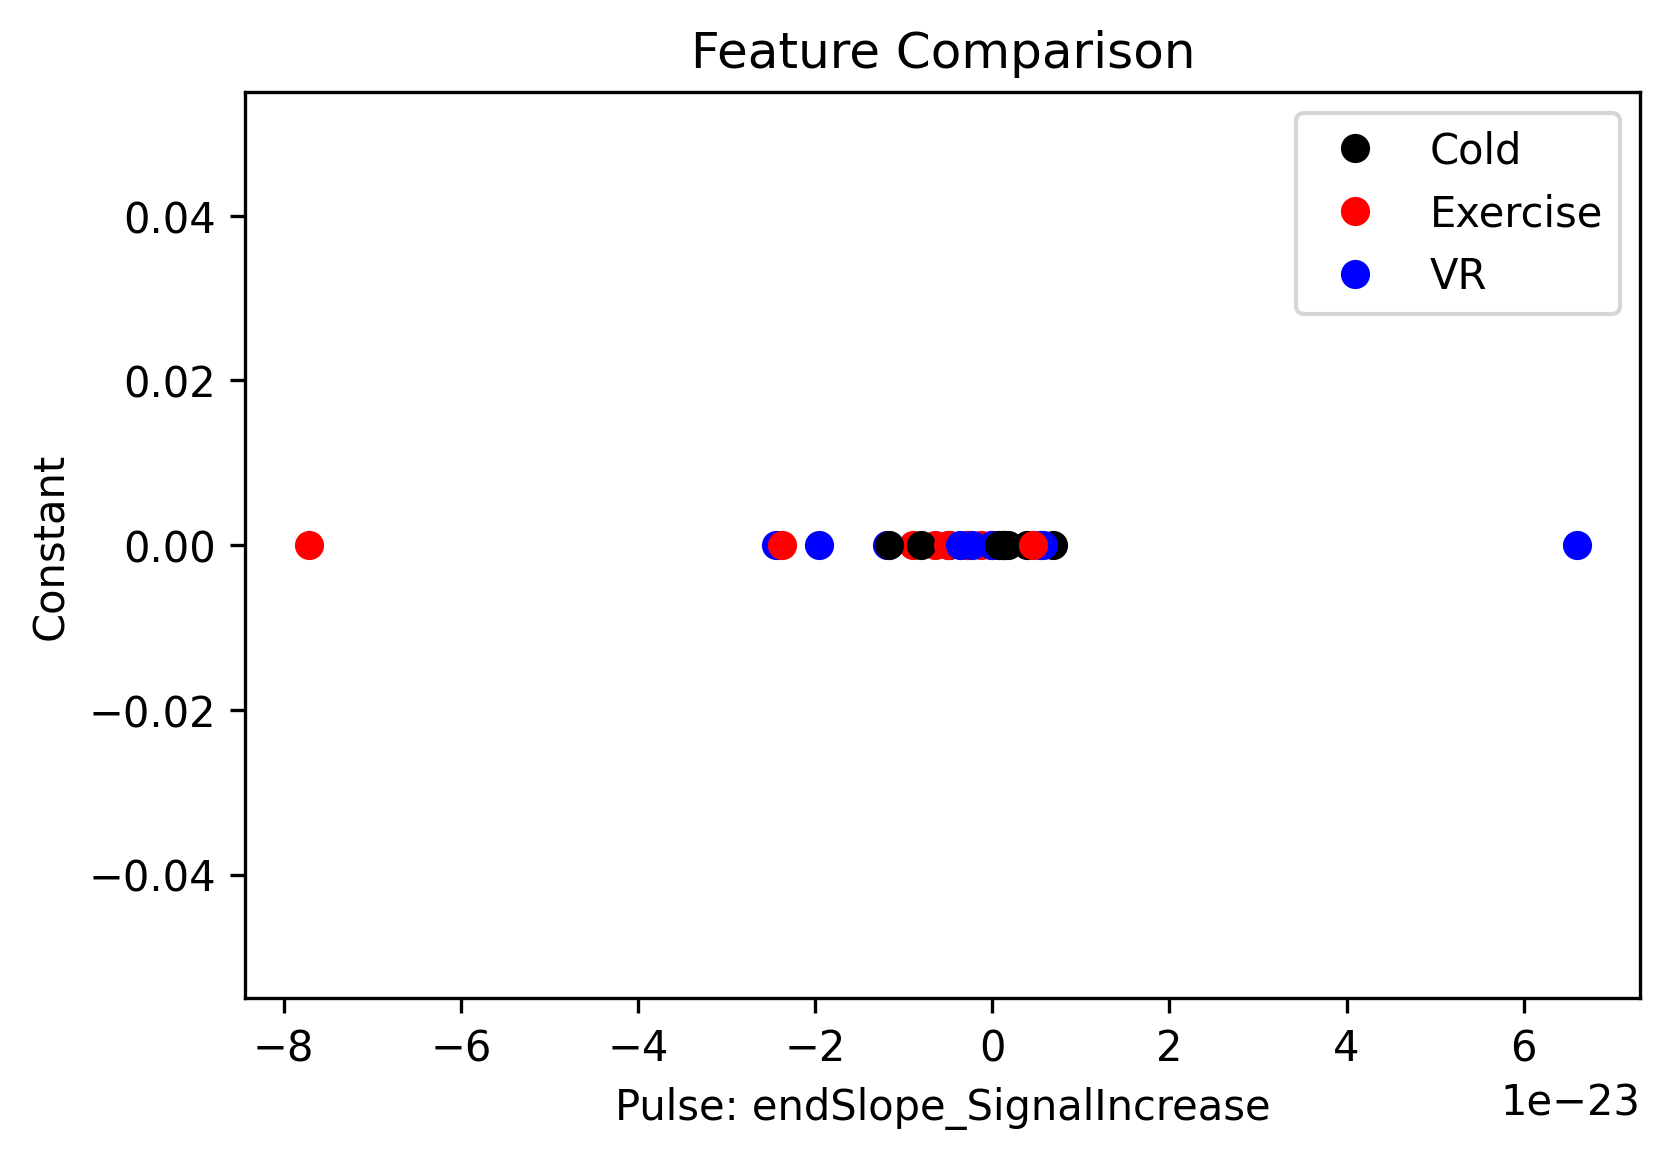 Feature Comparison
Cold
Exercise
VR
0.04
0.02
0.00
−0.02
−0.04
Constant
−8 −6 −4 −2 0 2 4 6
1e−23
Pulse: endSlope_SignalIncrease